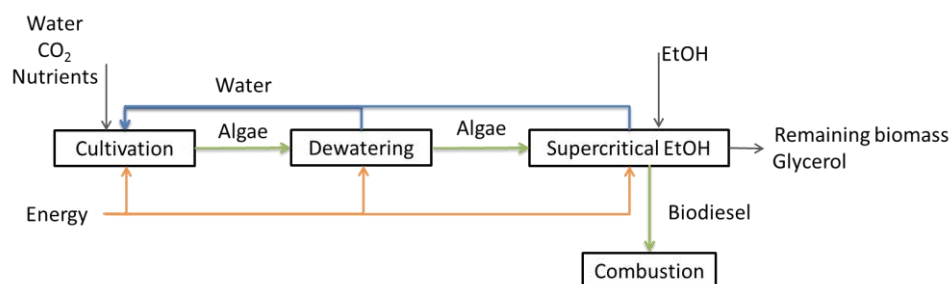 Water
CO₂
Nutrients
EtOH
Water
Algae
Algae
Cultivation
Dewatering
Supercritical EtOH
Remaining biomass
Glycerol
Energy
Biodiesel
Combustion